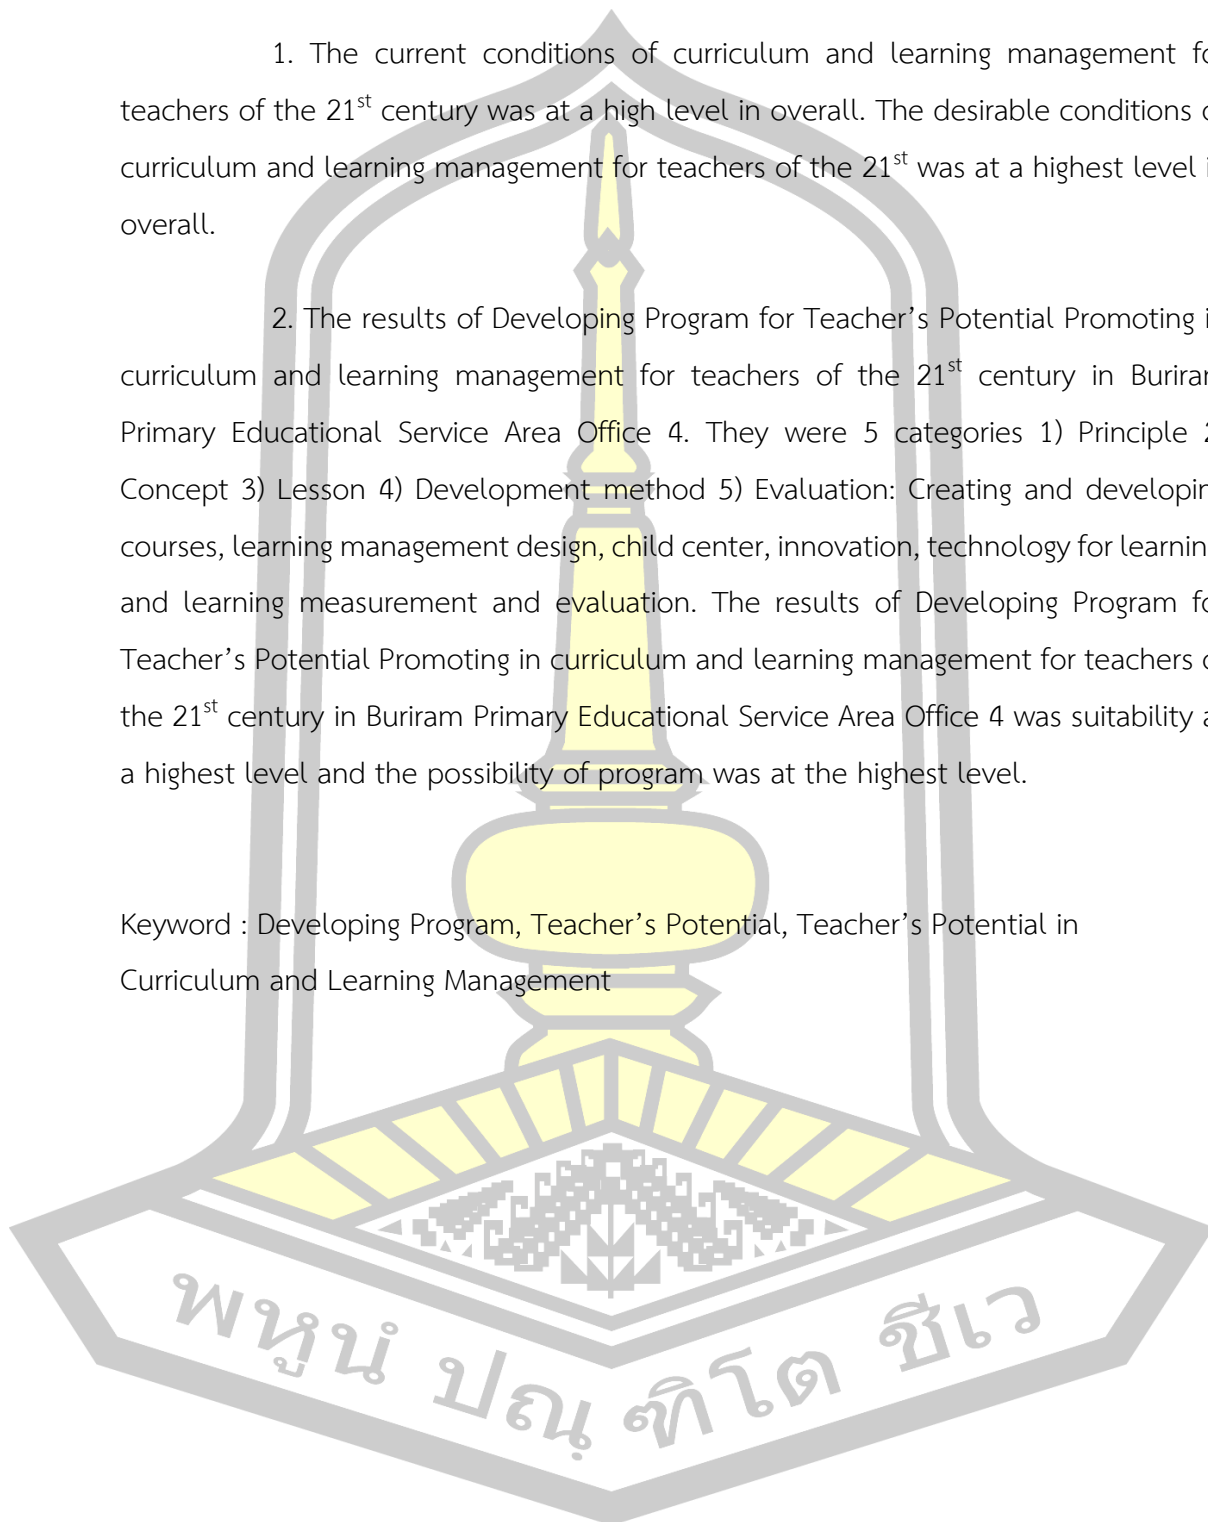 1. The current conditions of curriculum and learning management fo
teachers of the 21st century was at a high level in overall. The desirable conditions o
curriculum and learning management for teachers of the 21st was at a highest level i
overall.
2. The results of Developing Program for Teacher’s Potential Promoting i
curriculum and learning management for teachers of the 21st century in Buriram
Primary Educational Service Area Office 4. They were 5 categories 1) Principle 2
Concept 3) Lesson 4) Development method 5) Evaluation: Creating and developin
courses, learning management design, child center, innovation, technology for learnin
and learning measurement and evaluation. The results of Developing Program fo
Teacher’s Potential Promoting in curriculum and learning management for teachers o
the 21st century in Buriram Primary Educational Service Area Office 4 was suitability a
a highest level and the possibility of program was at the highest level.
Keyword : Developing Program, Teacher’s Potential, Teacher’s Potential in
Curriculum and Learning Management
พหูนํ ปณฺฑิโต ชีเว